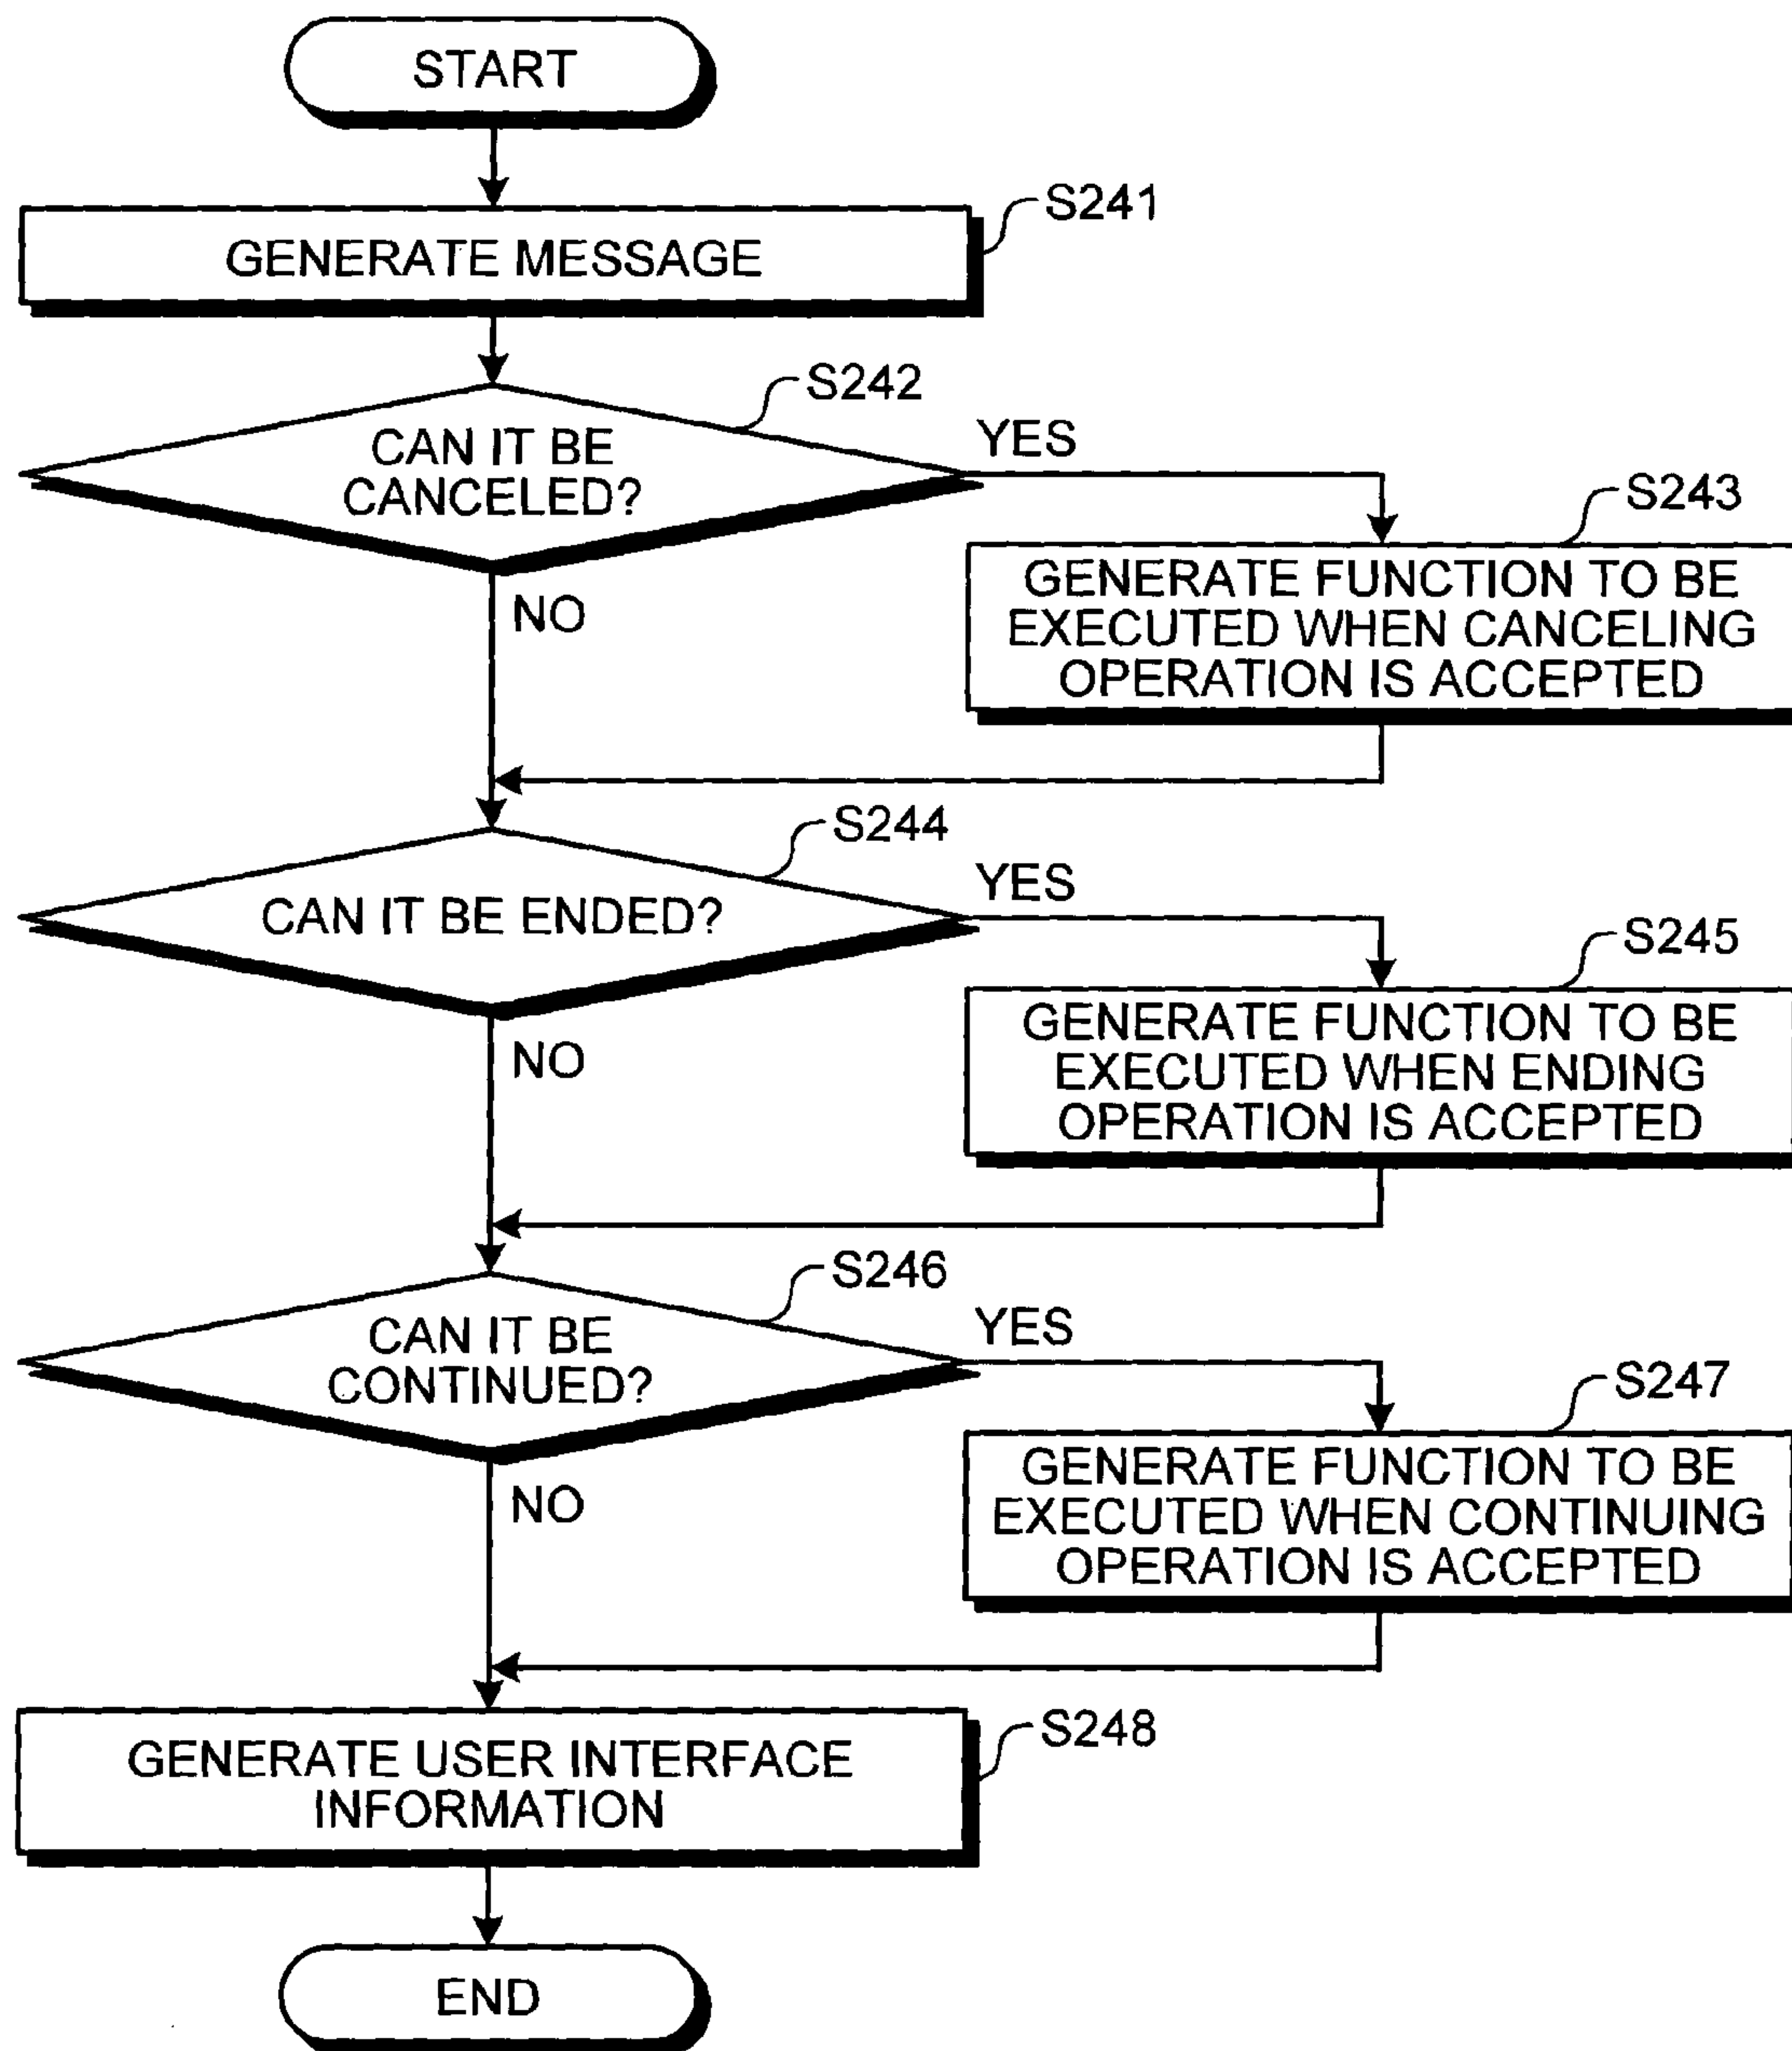 START
S241
GENERATE MESSAGE
S242
CAN IT BE
CANCELED?
YES
NO
S243
GENERATE FUNCTION TO BE
EXECUTED WHEN CANCELING
OPERATION IS ACCEPTED
S244
CAN IT BE ENDED?
YES
NO
S245
GENERATE FUNCTION TO BE
EXECUTED WHEN ENDING
OPERATION IS ACCEPTED
S246
CAN IT BE
CONTINUED?
YES
NO
S247
GENERATE FUNCTION TO BE
EXECUTED WHEN CONTINUING
OPERATION IS ACCEPTED
S248
GENERATE USER INTERFACE
INFORMATION
END